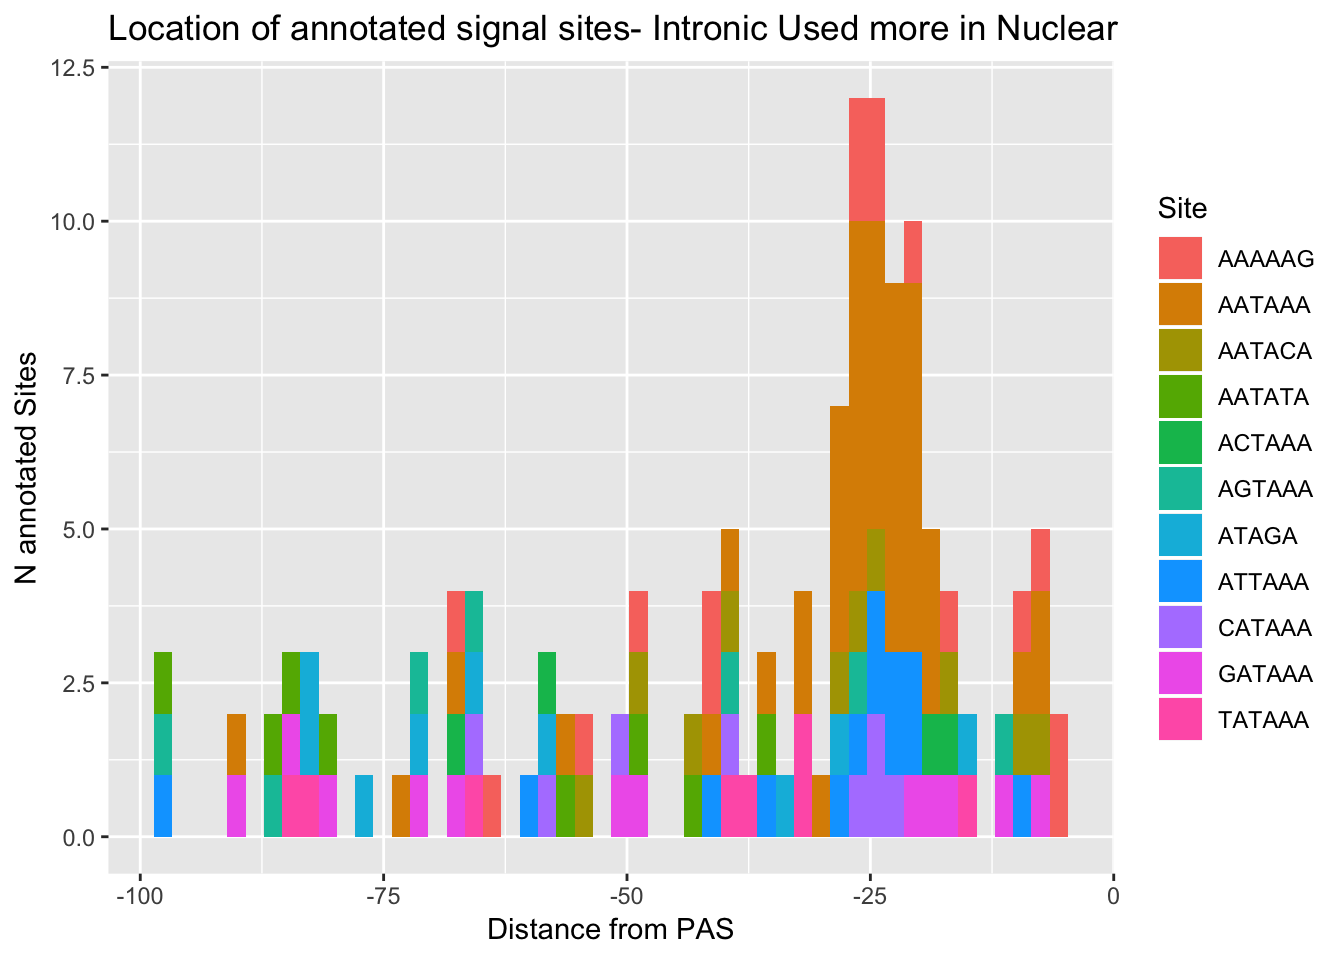 Location of annotated signal sites- Intronic Used more in Nuclear
12.5
10.0
7.5
5.0
2.5
0.0
N annotated Sites
-100
-75
-50
-25
0
Distance from PAS
Site
AAAAAG
AATAAA
AATACA
AATATA
ACTAAA
AGTAAA
ATAGA
ATTAAA
CATAAA
GATAAA
TATAAA